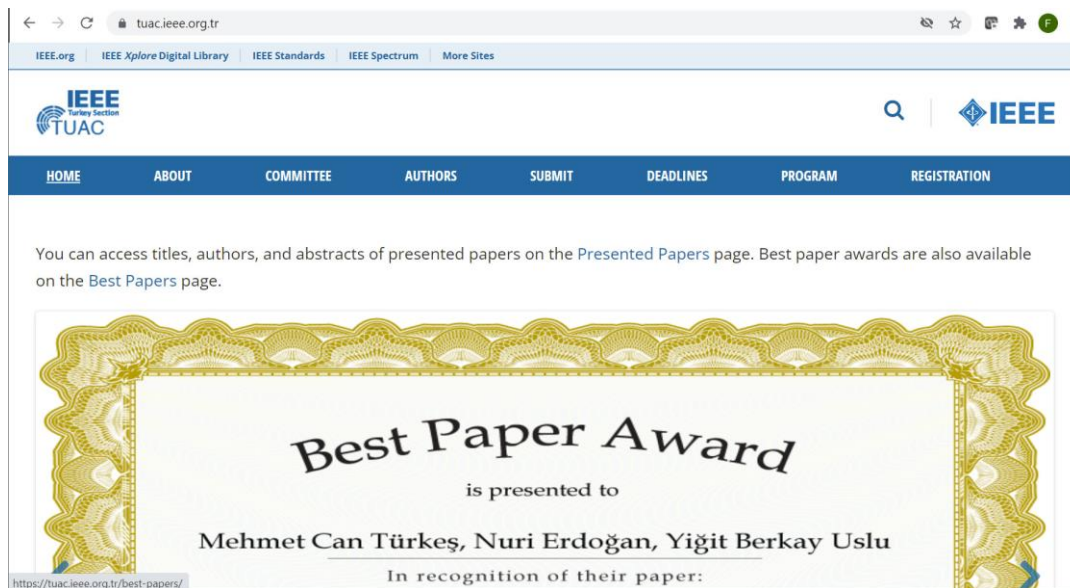 tuac.ieee.org.tr
F
IEEE.org IEEE Xplore Digital Library IEEE Standards IEEE Spectrum More Sites
IEEE
Turkey Section
TUAC
IEEE
HOME ABOUT COMMITTEE AUTHORS SUBMIT DEADLINES PROGRAM REGISTRATION
You can access titles, authors, and abstracts of presented papers on the Presented Papers page. Best paper awards are also available
on the Best Papers page.
Best Paper Award
is presented to
Mehmet Can Türkeş, Nuri Erdoğan, Yiğit Berkay Uslu
In recognition of their paper:
https://tuac.ieee.org.tr/best-papers/